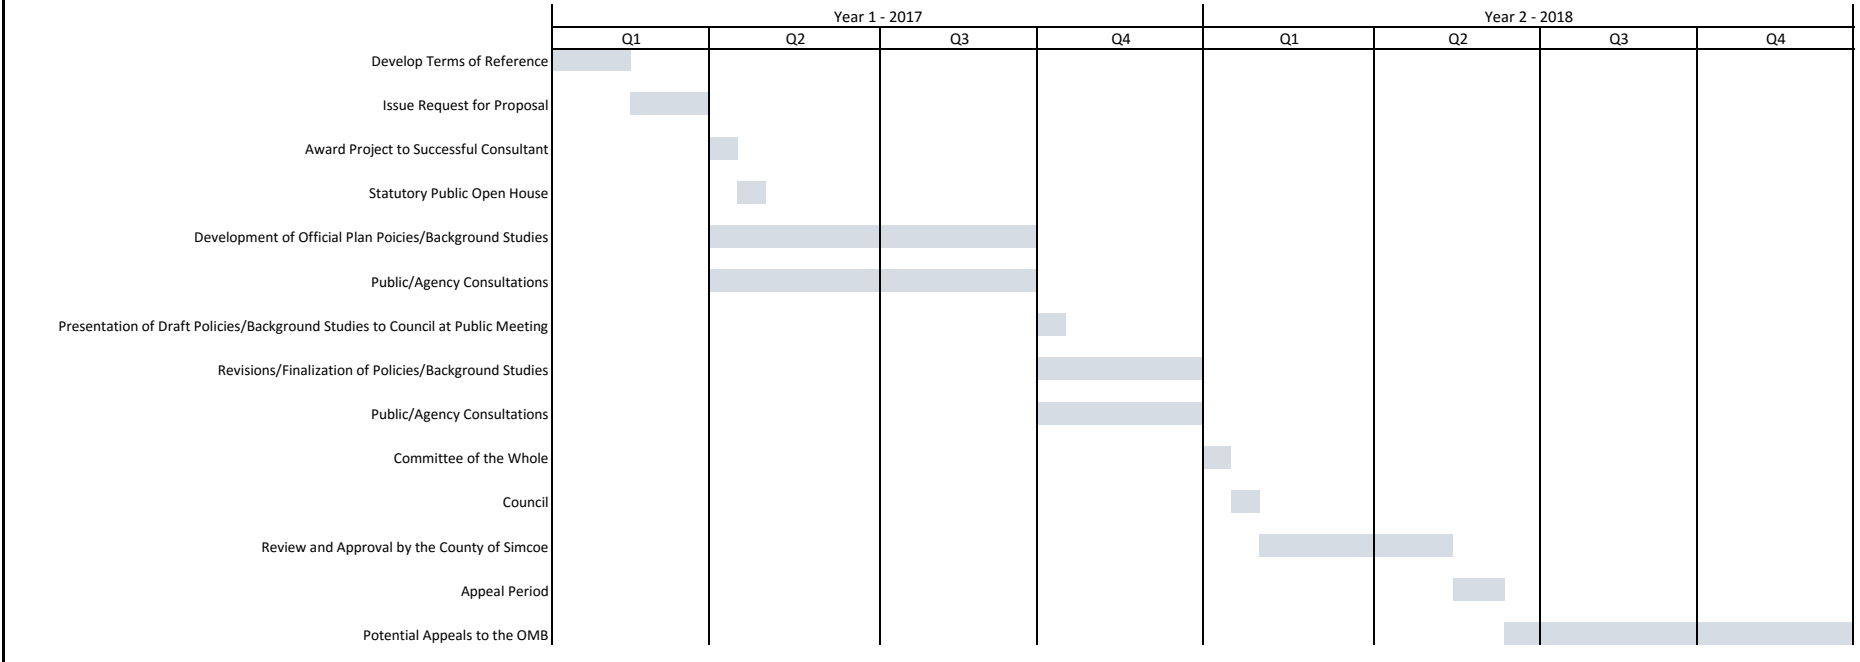 Year 1 - 2017 Year 2 - 2018
Q1 Q2 Q3 Q4 Q1 Q2 Q3 Q4
Develop Terms of Reference
Issue Request for Proposal
Award Project to Successful Consultant
Statutory Public Open House
Development of Official Plan Poicies/Background Studies
Public/Agency Consultations
Presentation of Draft Policies/Background Studies to Council at Public Meeting
Revisions/Finalization of Policies/Background Studies
Public/Agency Consultations
Committee of the Whole
Council
Review and Approval by the County of Simcoe
Appeal Period
Potential Appeals to the OMB